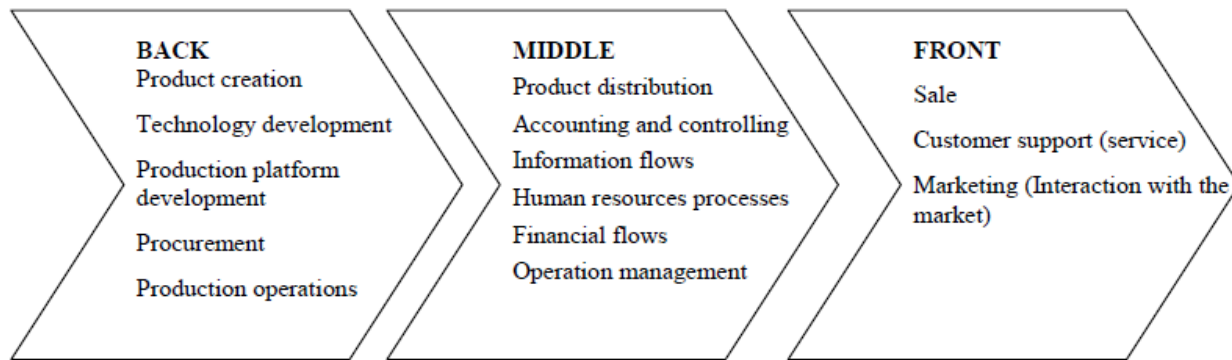 BACK
Product creation
Technology development
Production platform
development
Procurement
Production operations
MIDDLE
Product distribution
Accounting and controlling
Information flows
Human resources processes
Financial flows
Operation management
FRONT
Sale
Customer support (service)
Marketing (Interaction with the
market)